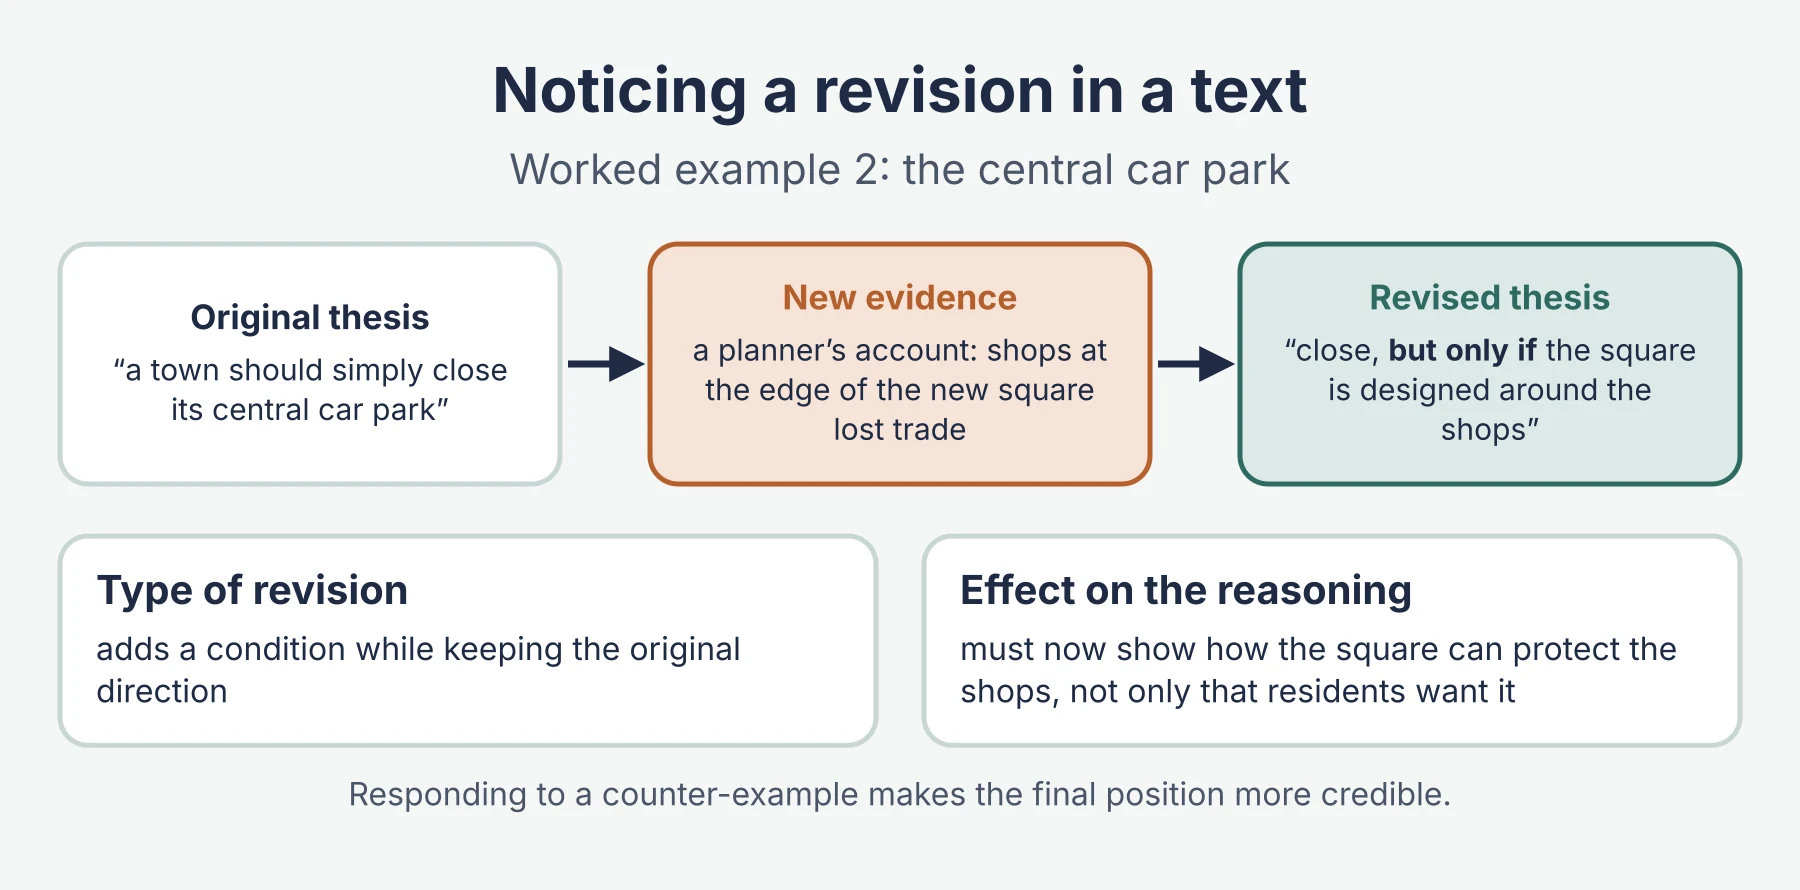 Noticing a revision in a text
Worked example 2: the central car park
Original thesis
“a town should simply close
its central car park”
New evidence
a planner’s account: shops at
the edge of the new square
lost trade
Revised thesis
“close, but only if the square
is designed around the
shops”
Type of revision
adds a condition while keeping the original
direction
Effect on the reasoning
must now show how the square can protect the
shops, not only that residents want it
Responding to a counter-example makes the final position more credible.